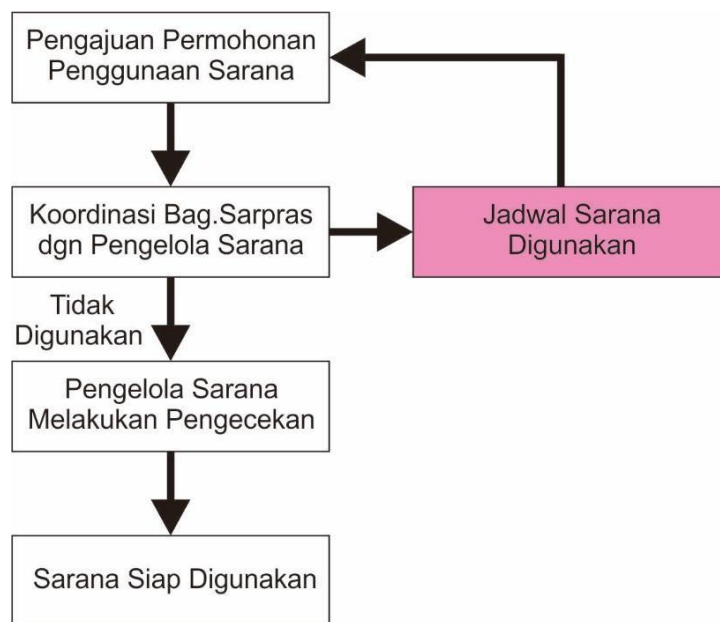 Pengajuan Permohonan
Penggunaan Sarana
Koordinasi Bag.Sarpras
dgn Pengelola Sarana
Jadwal Sarana
Digunakan
Tidak
Digunakan
Pengelola Sarana
Melakukan Pengecekan
Sarana Siap Digunakan